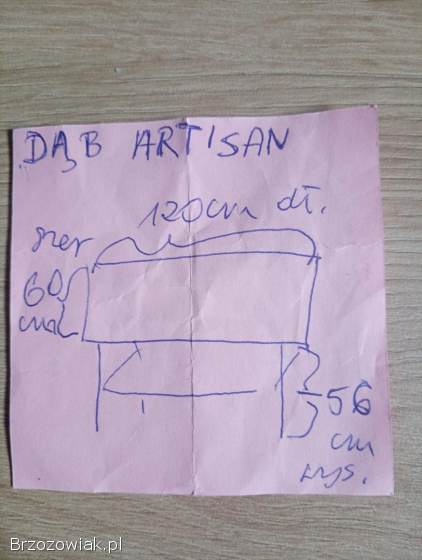 DĄB ARTISAN
120cm dł.
szer
60
cm
56
cm
wys.
Brzozowiak.pl